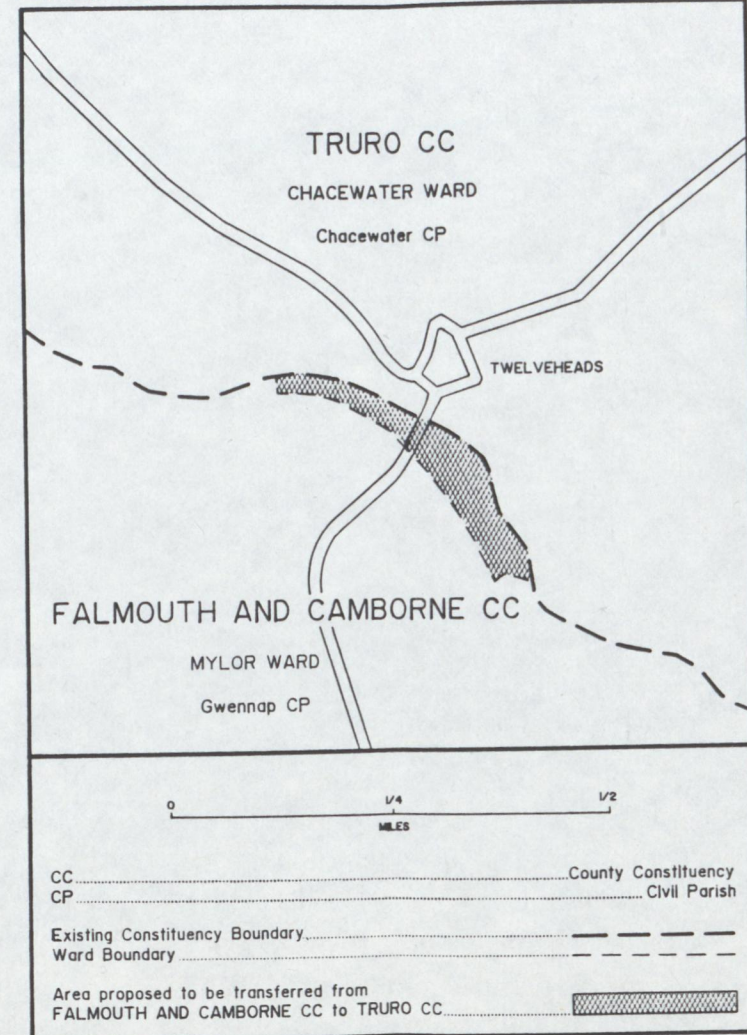 TRURO CC
CHACEWATER WARD
Chacewater CP
TWELVEHEADS
FALMOUTH AND CAMBORNE CC
MYLOR WARD
Gwennap CP
0 1/4 1/2
MILES
CC County Constituency
CP Civil Parish
Existing Constituency Boundary
Ward Boundary
Area proposed to be transferred from
FALMOUTH AND CAMBORNE CC to TRURO CC